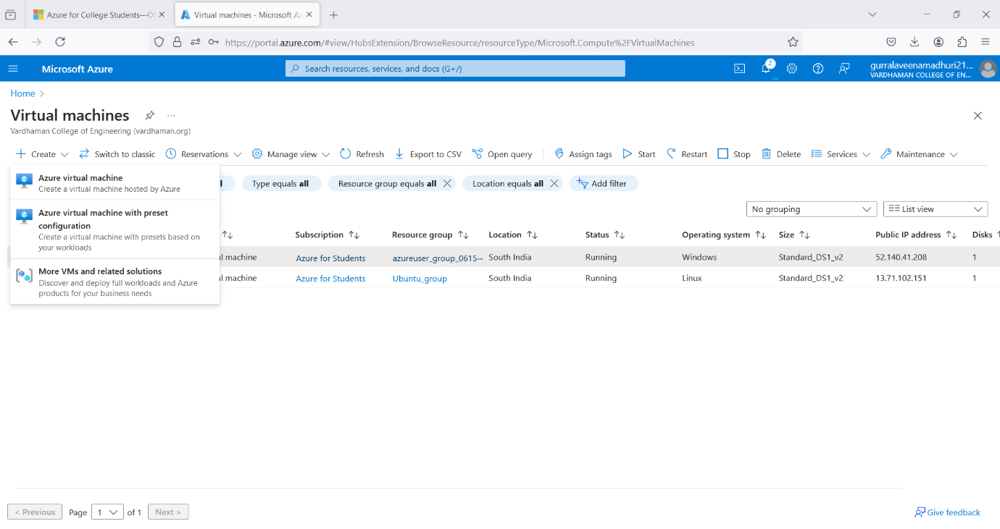 Azure for College Students—Of
Virtual machines - Microsoft Az
https://portal.azure.com/#view/HubsExtension/BrowseResource/resourceType/Microsoft.Compute%2FVirtualMachines
Microsoft Azure
Search resources, services, and docs (G+/)
2
gurralaveenamadhuri21...
VARDHAMAN COLLEGE OF EN...
Home
Virtual machines
Vardhaman College of Engineering (vardhaman.org)
Create Switch to classic Reservations Manage view Refresh Export to CSV Open query Assign tags Start Restart Stop Delete Services Maintenance
Azure virtual machine
Create a virtual machine hosted by Azure
Azure virtual machine with preset
configuration
Create a virtual machine with presets based on
your workloads
More VMs and related solutions
Discover and deploy full workloads and Azure
products for your business needs
Type equals all Resource group equals all Location equals all Add filter
No grouping List view
Subscription Resource group Location Status Operating system Size Public IP address Disks
machine Azure for Students azureuser_group_0615... South India Running Windows Standard_DS1_v2 52.140.41.208 1
machine Azure for Students Ubuntu_group South India Running Linux Standard_DS1_v2 13.71.102.151 1
< Previous Page 1 of 1 Next >
Give feedback